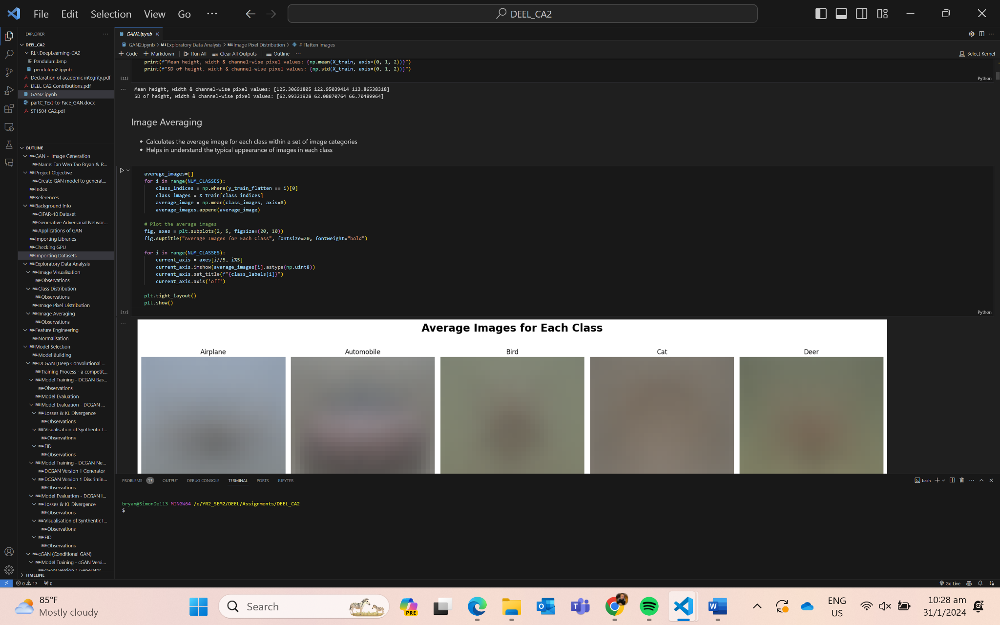 File Edit Selection View Go ···
DEEL_CA2
EXPLORER ···
DEEL_CA2
RL\DeepLearning-CA2
Pendulum.bmp
pendulum2.ipynb
Declaration of academic integrity.pdf
DEEL CA2 Contributions.pdf
GAN2.ipynb
partC_Text-to-Face_GAN.docx
ST1504 CA2.pdf
OUTLINE
GAN - Image Generation
Name: Tan Wen Tao Bryan & R...
Project Objective
Create GAN model to generat...
Index
References
Background Info
CIFAR-10 Dataset
Generative Adversarial Networ...
Applications of GAN
Importing Libraries
Checking GPU
Importing Datasets
Exploratory Data Analysis
Image Visualisation
Observations
Class Distribution
Observations
Image Pixel Distribution
Image Averaging
Observations
Feature Engineering
Normalisation
Model Selection
Model Building
DCGAN (Deep Convolutional ...
Training Process - a competit...
Model Training - DCGAN Bas...
Observations
Model Evaluation
Model Evaluation - DCGAN ...
Losses & KL Divergence
Observations
Visualisation of Synthentic I...
Observations
FID
Observations
Model Training - DCGAN Ne...
DCGAN Version 1 Generator
DCGAN Version 1 Discrimin...
Observations
Model Evaluation - DCGAN I...
Losses & KL Divergence
Observations
Visualisation of Synthentic I...
Observations
FID
Observations
cGAN (Conditional GAN)
Model Training - cGAN Versi...
cGAN Version 1 Generator
TIMELINE
GAN2.ipynb
GAN2.ipynb > Exploratory Data Analysis > Image Pixel Distribution > # Flatten images
+ Code + Markdown Run All Clear All Outputs Outline ···
Select Kernel
print(f"Mean height, width & channel-wise pixel values: {np.mean(X_train, axis=(0, 1, 2))}")
print(f"SD of height, width & channel-wise pixel values: {np.std(X_train, axis=(0, 1, 2))}")
[11]
Python
Mean height, width & channel-wise pixel values: [125.30691805 122.95039414 113.86538318]
SD of height, width & channel-wise pixel values: [62.99321928 62.08870764 66.70489964]
Image Averaging
• Calculates the average image for each class within a set of image categories
• Helps in understand the typical appearance of images in each class
average_images=[]
for i in range(NUM_CLASSES):
    class_indices = np.where(y_train_flatten == i)[0]
    class_images = X_train[class_indices]
    average_image = np.mean(class_images, axis=0)
    average_images.append(average_image)
# Plot the average images
fig, axes = plt.subplots(2, 5, figsize=(20, 10))
fig.suptitle("Average Images for Each Class", fontsize=20, fontweight="bold")
for i in range(NUM_CLASSES):
    current_axis = axes[i//5, i%5]
    current_axis.imshow(average_images[i].astype(np.uint8))
    current_axis.set_title(f"{class_labels[i]}")
    current_axis.axis('off')
plt.tight_layout()
plt.show()
[12]
Python
Average Images for Each Class
Airplane Automobile Bird Cat Deer
PROBLEMS 17 OUTPUT DEBUG CONSOLE TERMINAL PORTS JUPYTER
bash
bryan@SimonDell3 MINGW64 /e/YR2_SEM2/DEEL/Assignments/DEEL_CA2
$
0 17 0
Go Live
85°F
Mostly cloudy
Search
PRE
ENG
US
10:28 am
31/1/2024